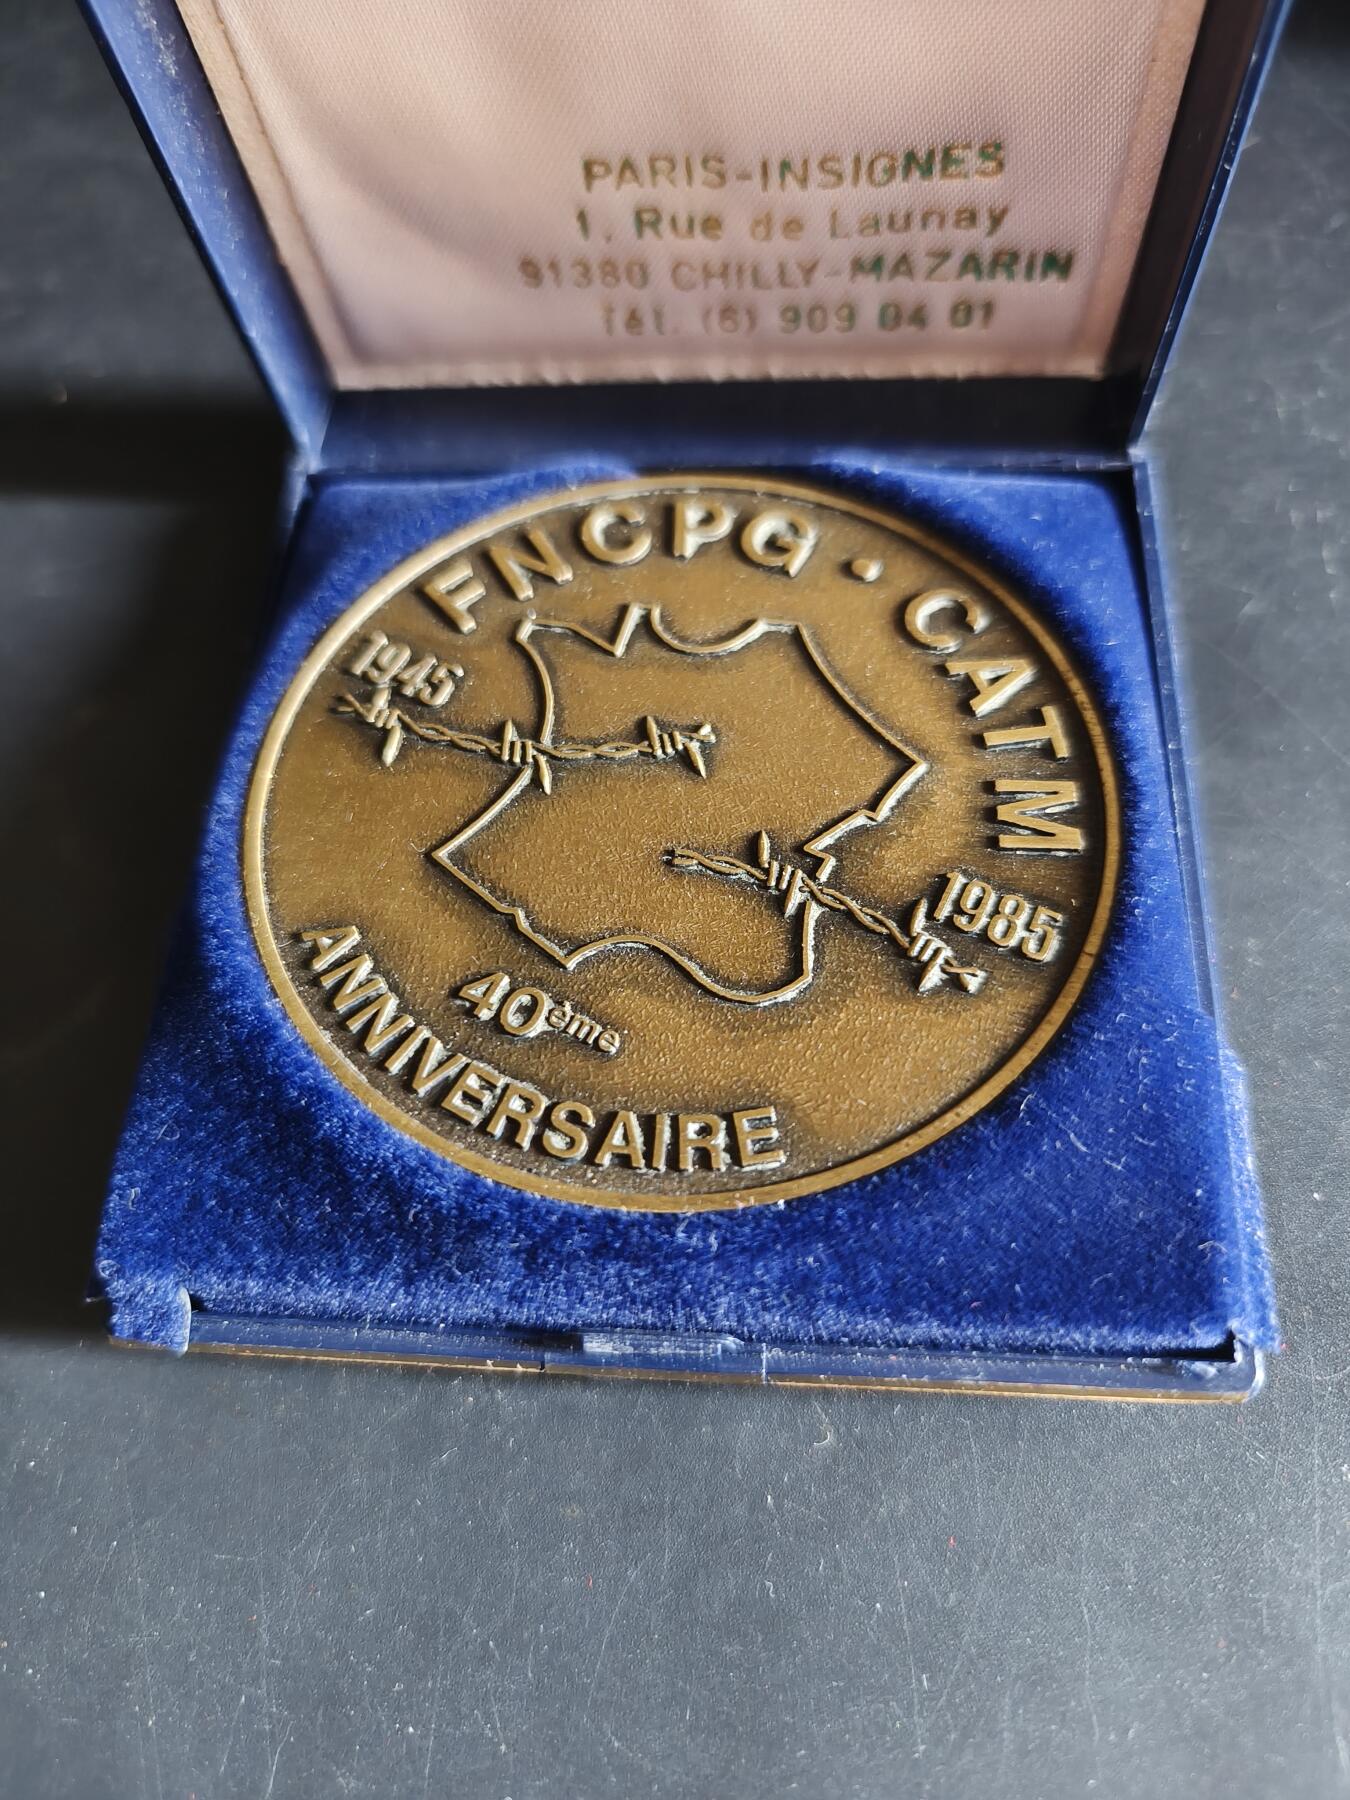 PARIS-INSIGNES
1, Rue de Launay
91380 CHILLY-MAZARIN
Tél. (6) 909 04 01
FNCPG · CATM
1945
1985
40ème
ANNIVERSAIRE